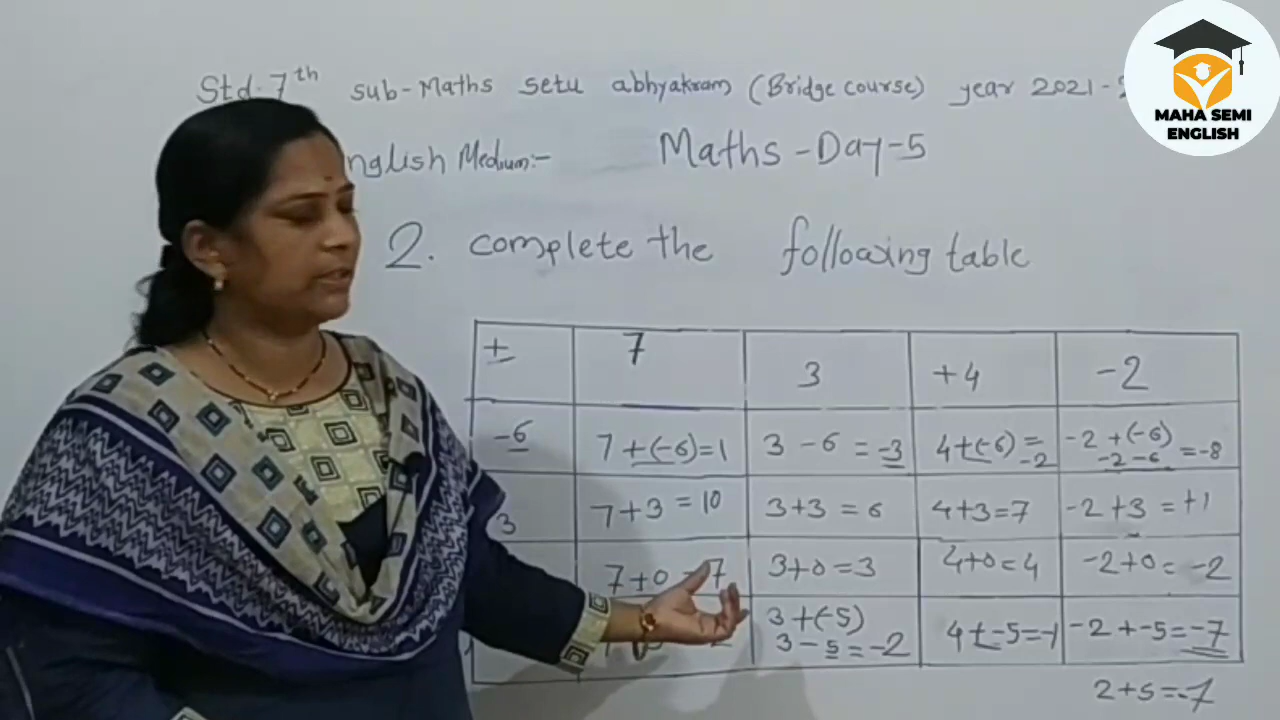 Std. 7th sub-Maths setu abhyakram (Bridge course) year 2021-
nglish Medium:- Maths-Day-5
2. complete the following table
+ 7 3 +4 -2
-6 7+(-6)=1 3-6=-3 4+(-6)=-2 -2+(-6)
-2-6=-8
3 7+3=10 3+3=6 4+3=7 -2+3=+1
7+0=7 3+0=3 4+0=4 -2+0=-2
3+(-5)
3-5=-2 4+-5=-1 -2+-5=-7
2+5=-7
MAHA SEMI
ENGLISH